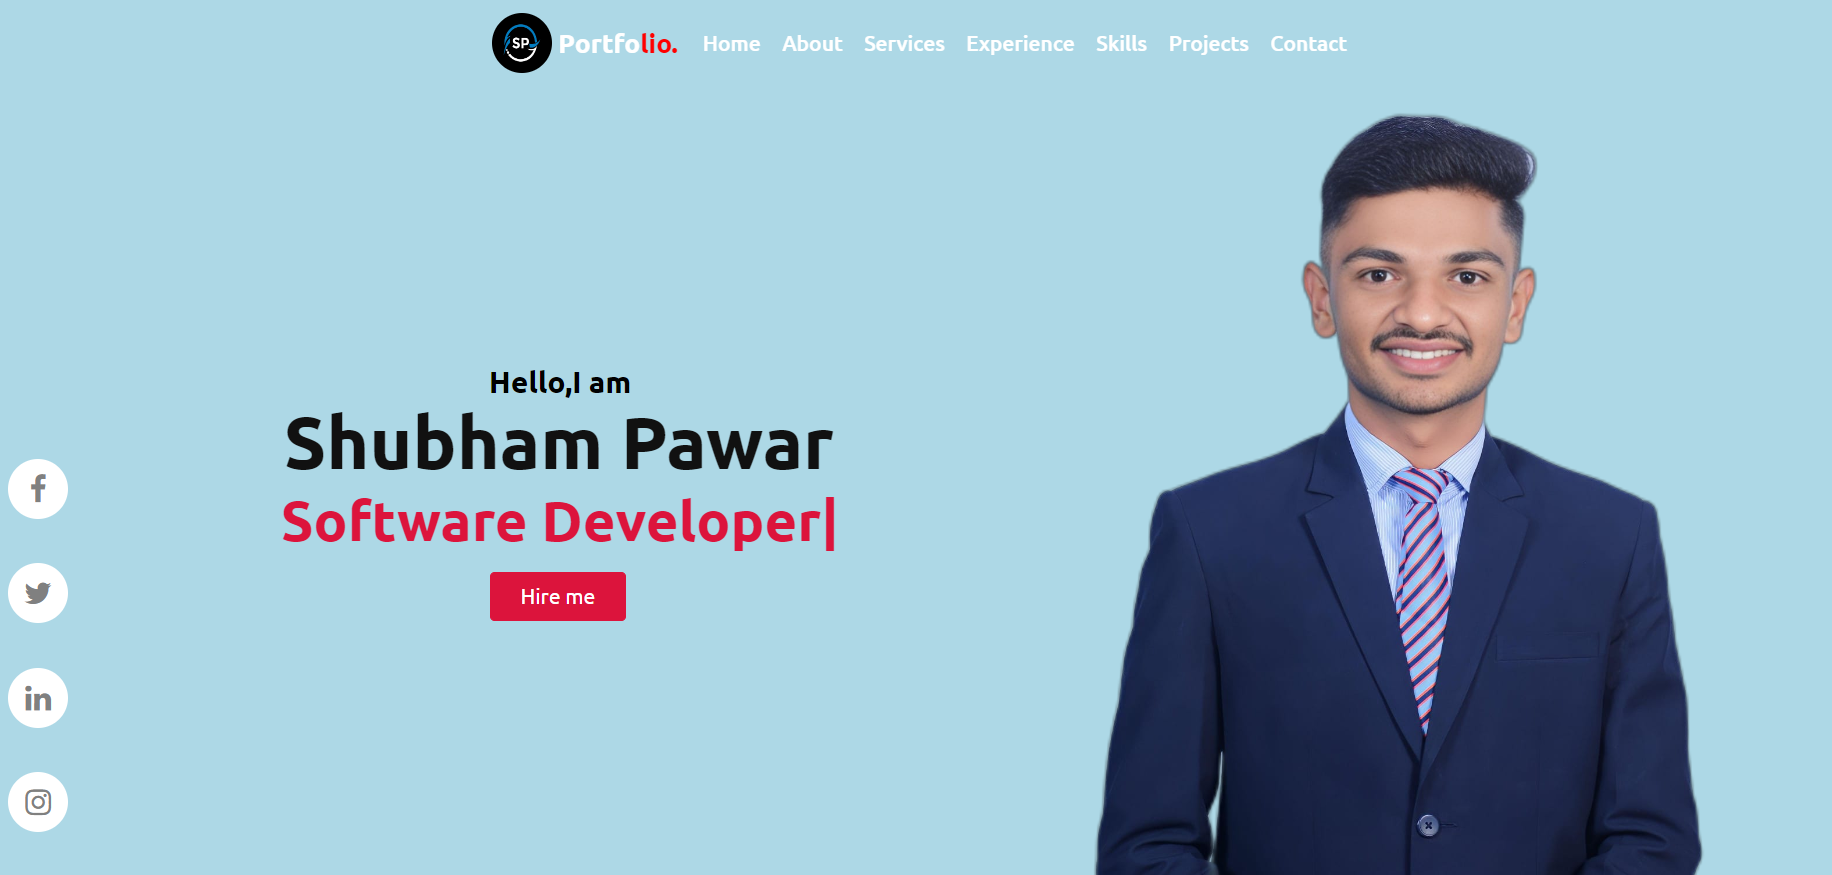 SP Portfolio. Home About Services Experience Skills Projects Contact
Hello,I am
Shubham Pawar
Software Developer|
Hire me